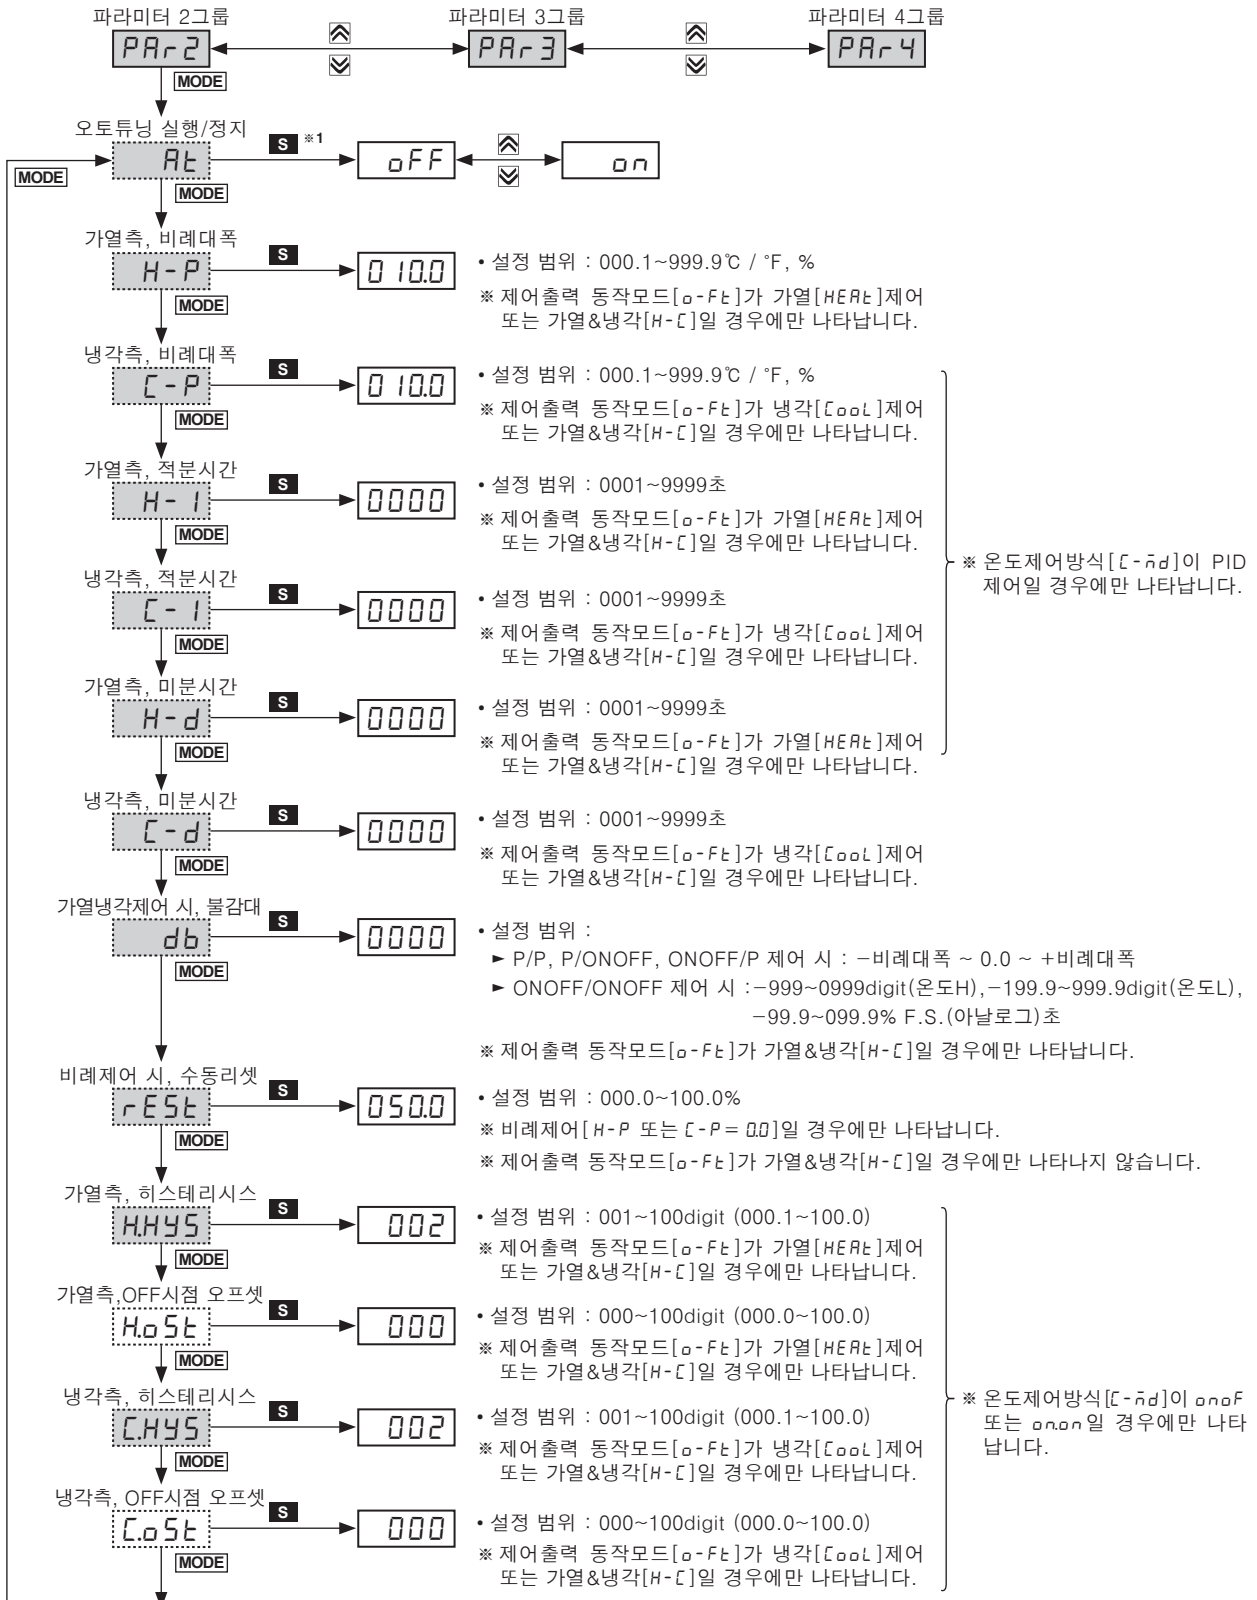 파라미터 2그룹
파라미터 3그룹
파라미터 4그룹
PAr2
PAr3
PAr4
MODE
오토튜닝 실행/정지
At
S ※1
oFF
on
MODE
MODE
가열측, 비례대폭
H-P
S
010.0
• 설정 범위 : 000.1~999.9℃ / ℉, %
※ 제어출력 동작모드[o-Ft]가 가열[HEAt]제어
또는 가열&냉각[H-C]일 경우에만 나타납니다.
MODE
냉각측, 비례대폭
C-P
S
010.0
• 설정 범위 : 000.1~999.9℃ / ℉, %
※ 제어출력 동작모드[o-Ft]가 냉각[CooL]제어
또는 가열&냉각[H-C]일 경우에만 나타납니다.
MODE
가열측, 적분시간
H-I
S
0000
• 설정 범위 : 0001~9999초
※ 제어출력 동작모드[o-Ft]가 가열[HEAt]제어
또는 가열&냉각[H-C]일 경우에만 나타납니다.
MODE
※ 온도제어방식[C-md]이 PID
제어일 경우에만 나타납니다.
냉각측, 적분시간
C-I
S
0000
• 설정 범위 : 0001~9999초
※ 제어출력 동작모드[o-Ft]가 냉각[CooL]제어
또는 가열&냉각[H-C]일 경우에만 나타납니다.
MODE
가열측, 미분시간
H-d
S
0000
• 설정 범위 : 0001~9999초
※ 제어출력 동작모드[o-Ft]가 가열[HEAt]제어
또는 가열&냉각[H-C]일 경우에만 나타납니다.
MODE
냉각측, 미분시간
C-d
S
0000
• 설정 범위 : 0001~9999초
※ 제어출력 동작모드[o-Ft]가 냉각[CooL]제어
또는 가열&냉각[H-C]일 경우에만 나타납니다.
MODE
가열냉각제어 시, 불감대
db
S
0000
• 설정 범위 :
► P/P, P/ONOFF, ONOFF/P 제어 시 : −비례대폭 ~ 0.0 ~ +비례대폭
► ONOFF/ONOFF 제어 시 :−999~0999digit(온도H),−199.9~999.9digit(온도L),
−99.9~099.9% F.S.(아날로그)초
※ 제어출력 동작모드[o-Ft]가 가열&냉각[H-C]일 경우에만 나타납니다.
MODE
비례제어 시, 수동리셋
rESt
S
050.0
• 설정 범위 : 000.0~100.0%
※ 비례제어[H-P 또는 C-P= 0.0]일 경우에만 나타납니다.
※ 제어출력 동작모드[o-Ft]가 가열&냉각[H-C]일 경우에만 나타나지 않습니다.
MODE
가열측, 히스테리시스
H.HYS
S
002
• 설정 범위 : 001~100digit (000.1~100.0)
※ 제어출력 동작모드[o-Ft]가 가열[HEAt]제어
또는 가열&냉각[H-C]일 경우에만 나타납니다.
MODE
가열측,OFF시점 오프셋
H.oSt
S
000
• 설정 범위 : 000~100digit (000.0~100.0)
※ 제어출력 동작모드[o-Ft]가 가열[HEAt]제어
또는 가열&냉각[H-C]일 경우에만 나타납니다.
MODE
※ 온도제어방식[C-md]이 onoF
또는 on.on일 경우에만 나타
납니다.
냉각측, 히스테리시스
C.HYS
S
002
• 설정 범위 : 001~100digit (000.1~100.0)
※ 제어출력 동작모드[o-Ft]가 냉각[CooL]제어
또는 가열&냉각[H-C]일 경우에만 나타납니다.
MODE
냉각측, OFF시점 오프셋
C.oSt
S
000
• 설정 범위 : 000~100digit (000.0~100.0)
※ 제어출력 동작모드[o-Ft]가 냉각[CooL]제어
또는 가열&냉각[H-C]일 경우에만 나타납니다.
MODE